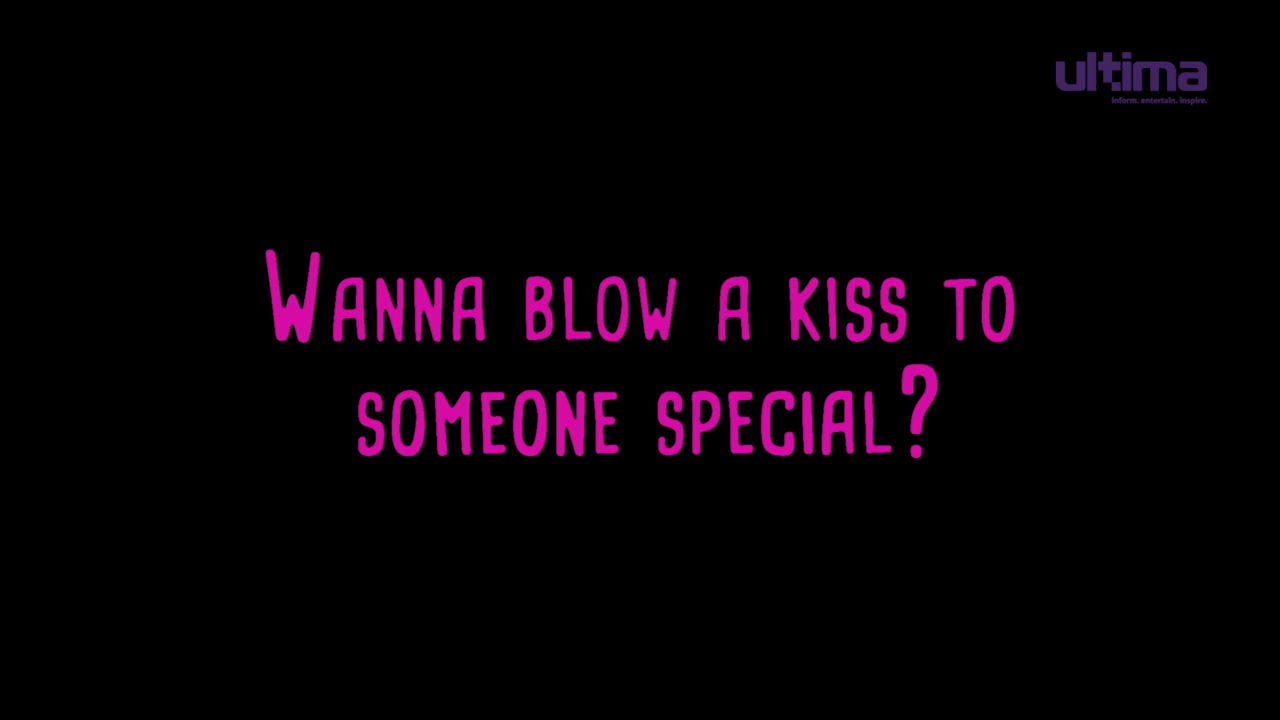 ultima
inform. entertain. inspire.
Wanna blow a kiss to
someone special?